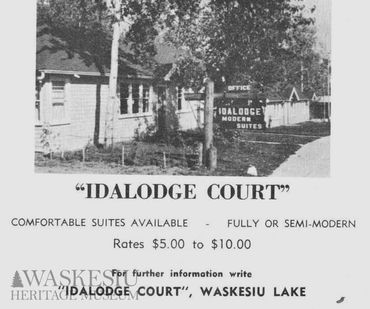 OFFICE
IDALODGE
MODERN
SUITES
"IDALODGE COURT"
COMFORTABLE SUITES AVAILABLE - FULLY OR SEMI-MODERN
Rates $5.00 to $10.00
For further information write
"IDALODGE COURT", WASKESIU LAKE
WASKESIU
HERITAGE MUSEUM